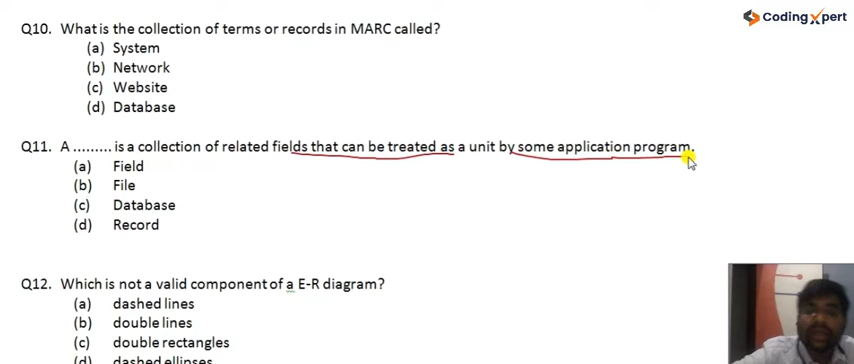 Coding Xpert
Q10. What is the collection of terms or records in MARC called?
(a) System
(b) Network
(c) Website
(d) Database
Q11. A ......... is a collection of related fields that can be treated as a unit by some application program.
(a) Field
(b) File
(c) Database
(d) Record
Q12. Which is not a valid component of a E-R diagram?
(a) dashed lines
(b) double lines
(c) double rectangles
(d) dashed ellipses